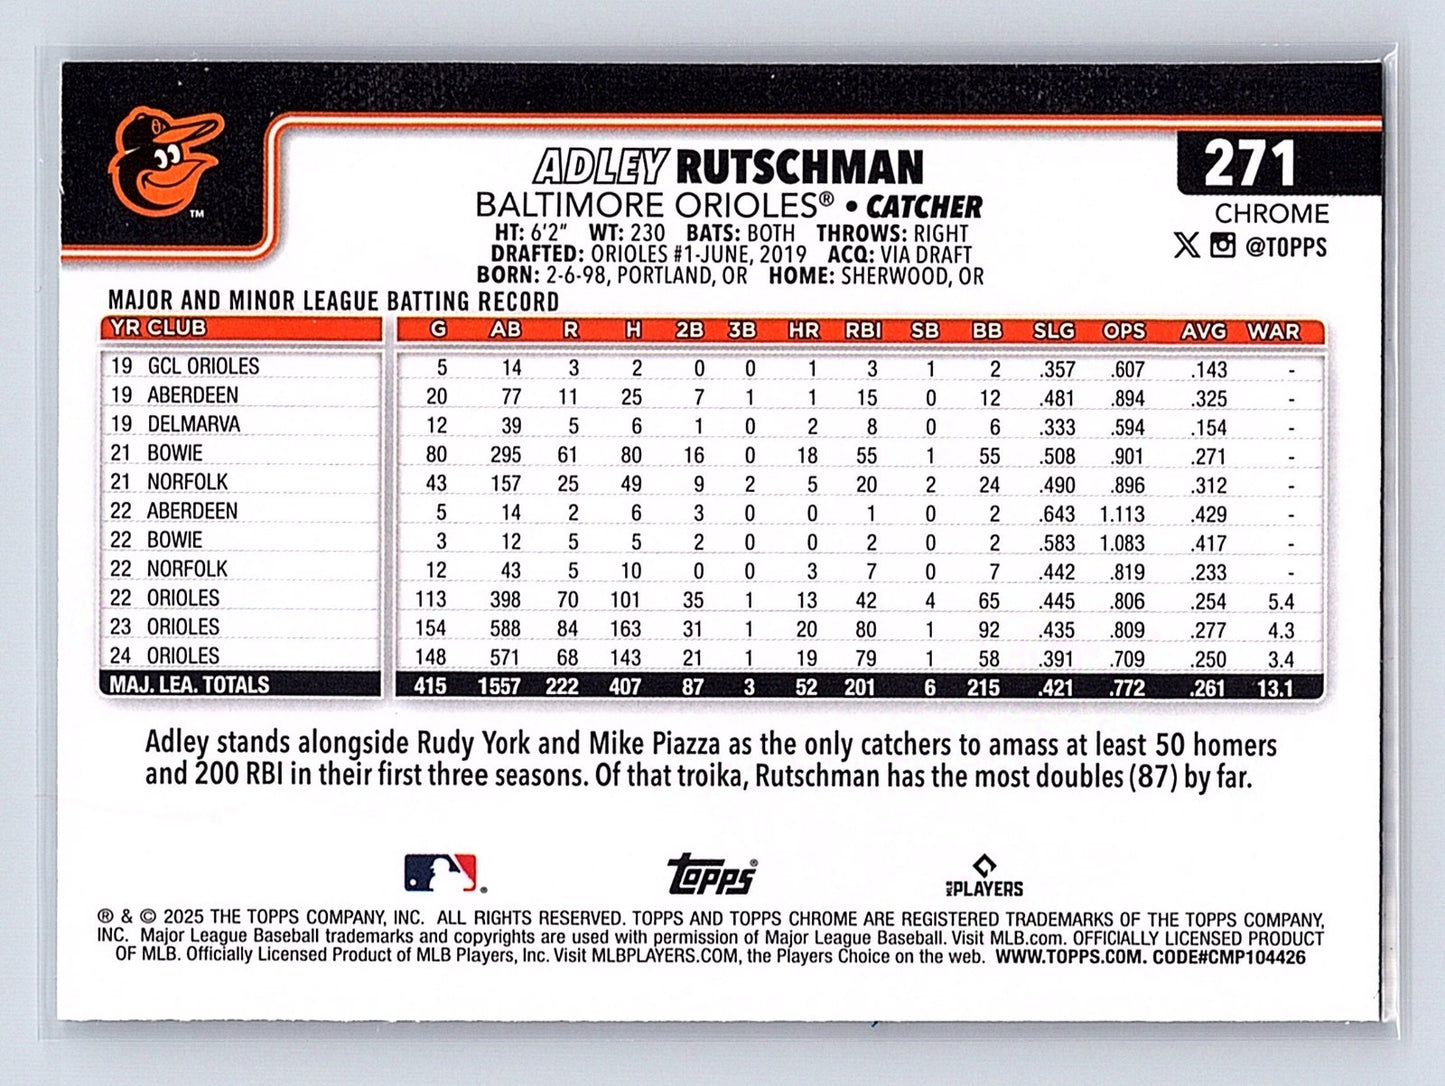 271
ADLEY RUTSCHMAN
BALTIMORE ORIOLES® • CATCHER
CHROME
HT: 6'2" WT: 230 BATS: BOTH THROWS: RIGHT
@TOPPS
DRAFTED: ORIOLES #1-JUNE, 2019 ACQ: VIA DRAFT
BORN: 2-6-98, PORTLAND, OR HOME: SHERWOOD, OR
TM
MAJOR AND MINOR LEAGUE BATTING RECORD
YR CLUB G AB R H 2B 3B HR RBI SB BB SLG OPS AVG WAR
19 GCL ORIOLES 5 14 3 2 0 0 1 3 1 2 .357 .607 .143 -
19 ABERDEEN 20 77 11 25 7 1 1 15 0 12 .481 .894 .325 -
19 DELMARVA 12 39 5 6 1 0 2 8 0 6 .333 .594 .154 -
21 BOWIE 80 295 61 80 16 0 18 55 1 55 .508 .901 .271 -
21 NORFOLK 43 157 25 49 9 2 5 20 2 24 .490 .896 .312 -
22 ABERDEEN 5 14 2 6 3 0 0 1 0 2 .643 1.113 .429 -
22 BOWIE 3 12 5 5 2 0 0 2 0 2 .583 1.083 .417 -
22 NORFOLK 12 43 5 10 0 0 3 7 0 7 .442 .819 .233 -
22 ORIOLES 113 398 70 101 35 1 13 42 4 65 .445 .806 .254 5.4
23 ORIOLES 154 588 84 163 31 1 20 80 1 92 .435 .809 .277 4.3
24 ORIOLES 148 571 68 143 21 1 19 79 1 58 .391 .709 .250 3.4
MAJ. LEA. TOTALS 415 1557 222 407 87 3 52 201 6 215 .421 .772 .261 13.1
Adley stands alongside Rudy York and Mike Piazza as the only catchers to amass at least 50 homers
and 200 RBI in their first three seasons. Of that troika, Rutschman has the most doubles (87) by far.
topps®
MLB PLAYERS
® & © 2025 THE TOPPS COMPANY, INC. ALL RIGHTS RESERVED. TOPPS AND TOPPS CHROME ARE REGISTERED TRADEMARKS OF THE TOPPS COMPANY,
INC. Major League Baseball trademarks and copyrights are used with permission of Major League Baseball. Visit MLB.com. OFFICIALLY LICENSED PRODUCT
OF MLB. Officially Licensed Product of MLB Players, Inc. Visit MLBPLAYERS.COM, the Players Choice on the web. WWW.TOPPS.COM. CODE#CMP104426